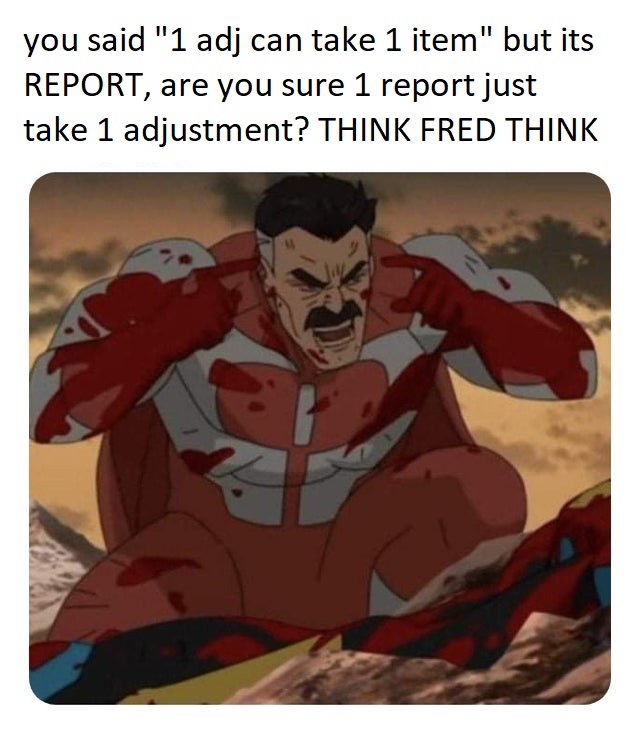 you said "1 adj can take 1 item" but its
REPORT, are you sure 1 report just
take 1 adjustment? THINK FRED THINK